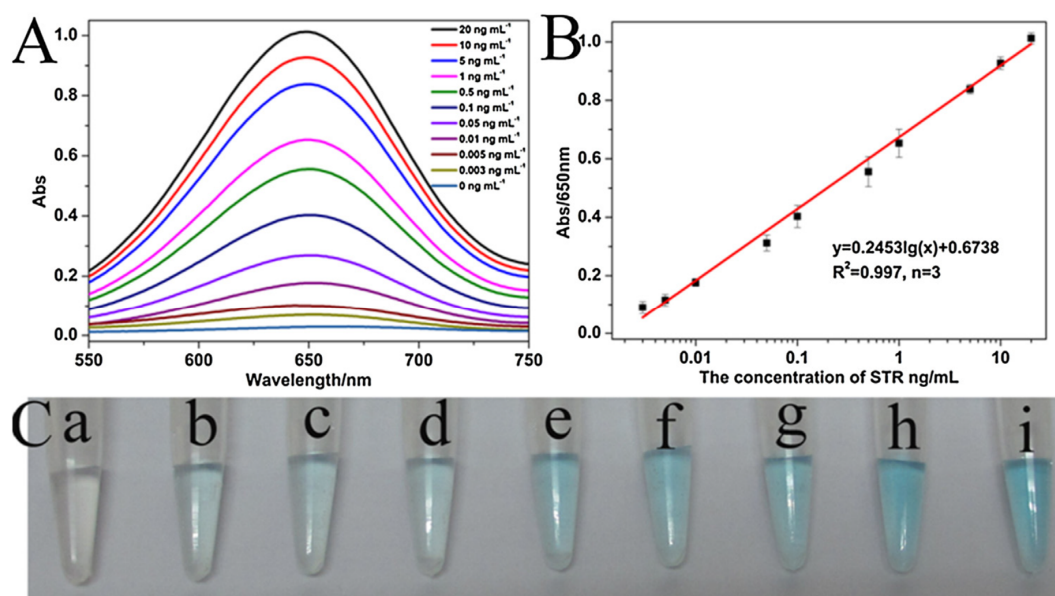 A
Abs
1.0
0.8
0.6
0.4
0.2
0.0
550
600
650
700
750
Wavelength/nm
20 ng mL⁻¹
10 ng mL⁻¹
5 ng mL⁻¹
1 ng mL⁻¹
0.5 ng mL⁻¹
0.1 ng mL⁻¹
0.05 ng mL⁻¹
0.01 ng mL⁻¹
0.005 ng mL⁻¹
0.003 ng mL⁻¹
0 ng mL⁻¹
B
Abs/650nm
1.0
0.8
0.6
0.4
0.2
0.0
y=0.2453lg(x)+0.6738
R²=0.997, n=3
0.01
0.1
1
10
The concentration of STR ng/mL
C a b c d e f g h i